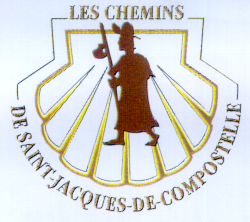 LES CHEMINS
DE SAINT-JACQUES-DE-COMPOSTELLE